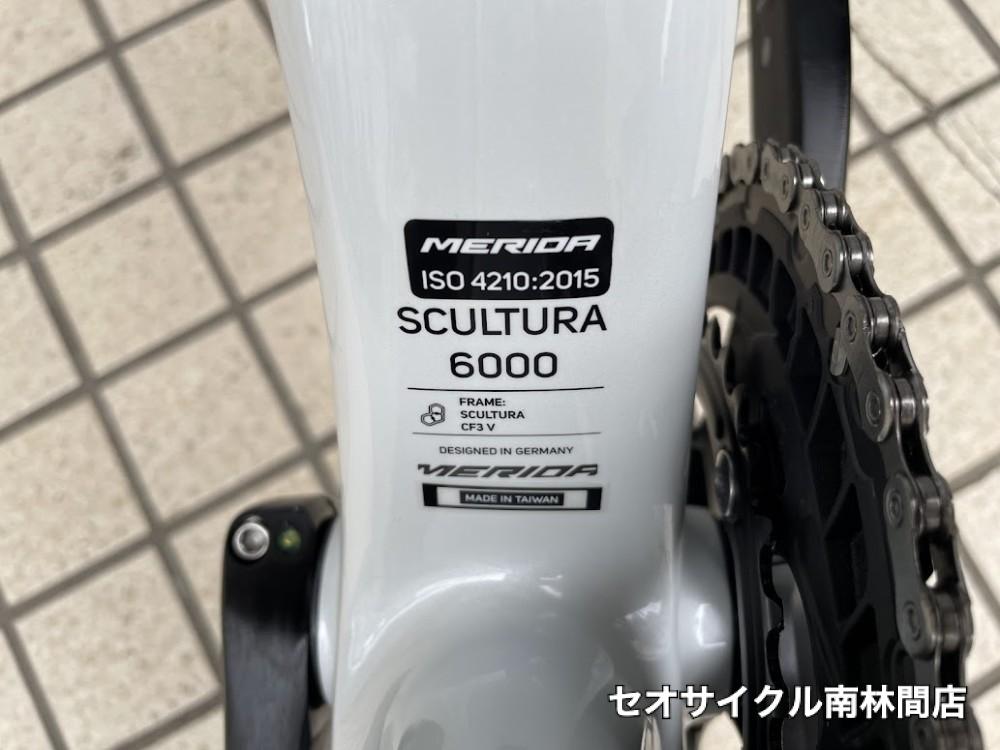 MERIDA
ISO 4210:2015
SCULTURA
6000
FRAME:
SCULTURA
CF3 V
DESIGNED IN GERMANY
MERIDA
MADE IN TAIWAN
セオサイクル南林間店